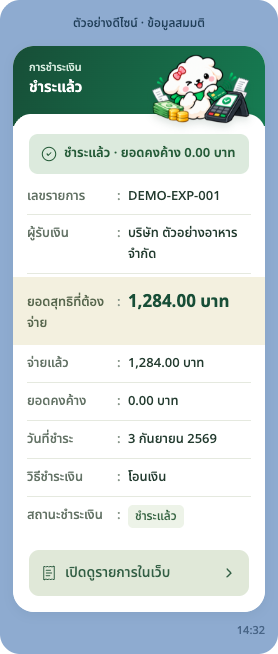 ตัวอย่างดีไซน์ · ข้อมูลสมมติ
การชำระเงิน
ชำระแล้ว
ชำระแล้ว · ยอดคงค้าง 0.00 บาท
เลขรายการ : DEMO-EXP-001
ผู้รับเงิน : บริษัท ตัวอย่างอาหาร
จำกัด
ยอดสุทธิที่ต้อง : 1,284.00 บาท
จ่าย
จ่ายแล้ว : 1,284.00 บาท
ยอดคงค้าง : 0.00 บาท
วันที่ชำระ : 3 กันยายน 2569
วิธีชำระเงิน : โอนเงิน
สถานะชำระเงิน : ชำระแล้ว
เปิดดูรายการในเว็บ
14:32